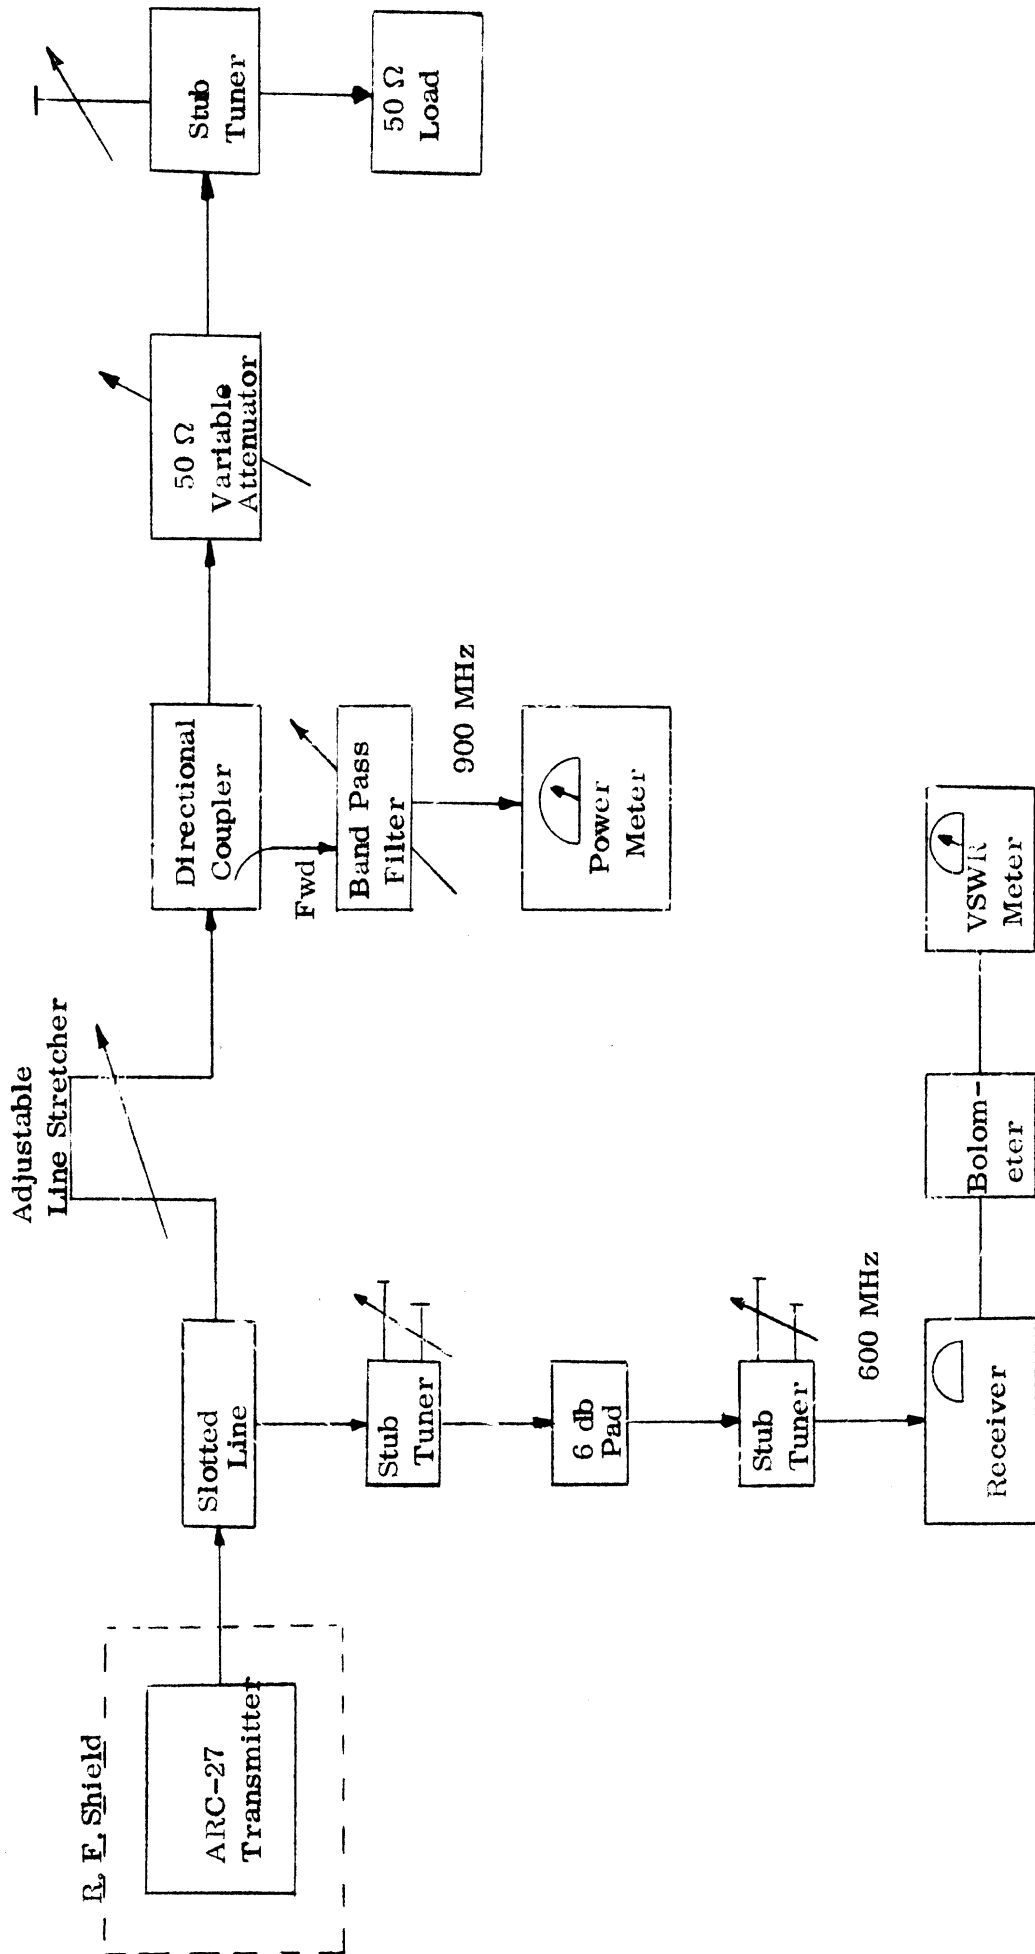 R. F. Shield
ARC-27
Transmitter
Slotted
Line
Adjustable
Line Stretcher
Directional
Coupler
Fwd
Band Pass
Filter
900 MHz
Power
Meter
50 Ω
Variable
Attenuator
Stub
Tuner
50 Ω
Load
Stub
Tuner
6 db
Pad
Stub
Tuner
600 MHz
Receiver
Bolom-
eter
VSWR
Meter